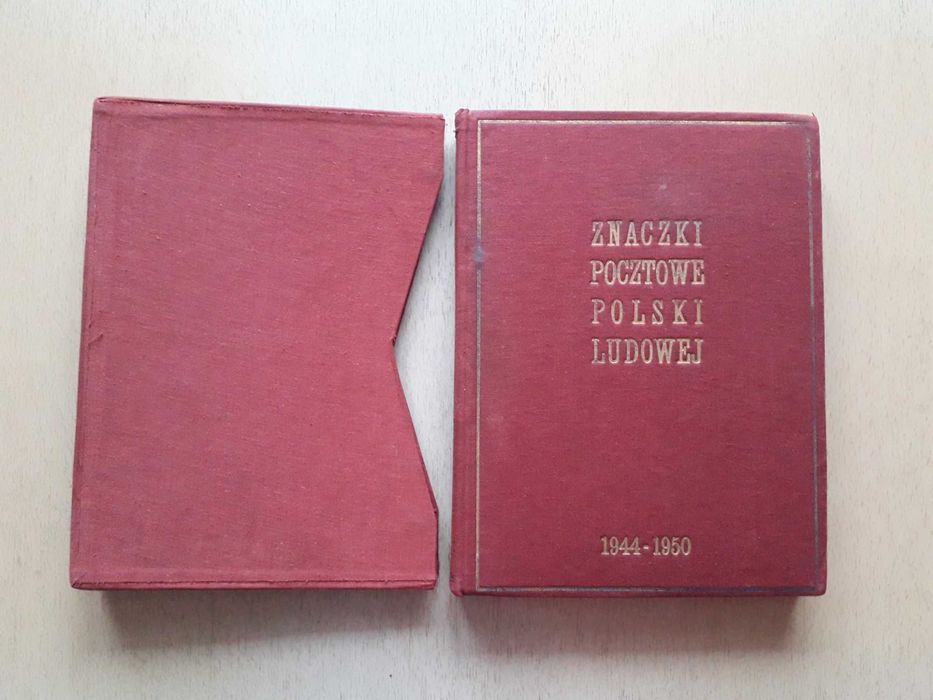 ZNACZKI
POCZTOWE
POLSKI
LUDOWEJ
1944-1950